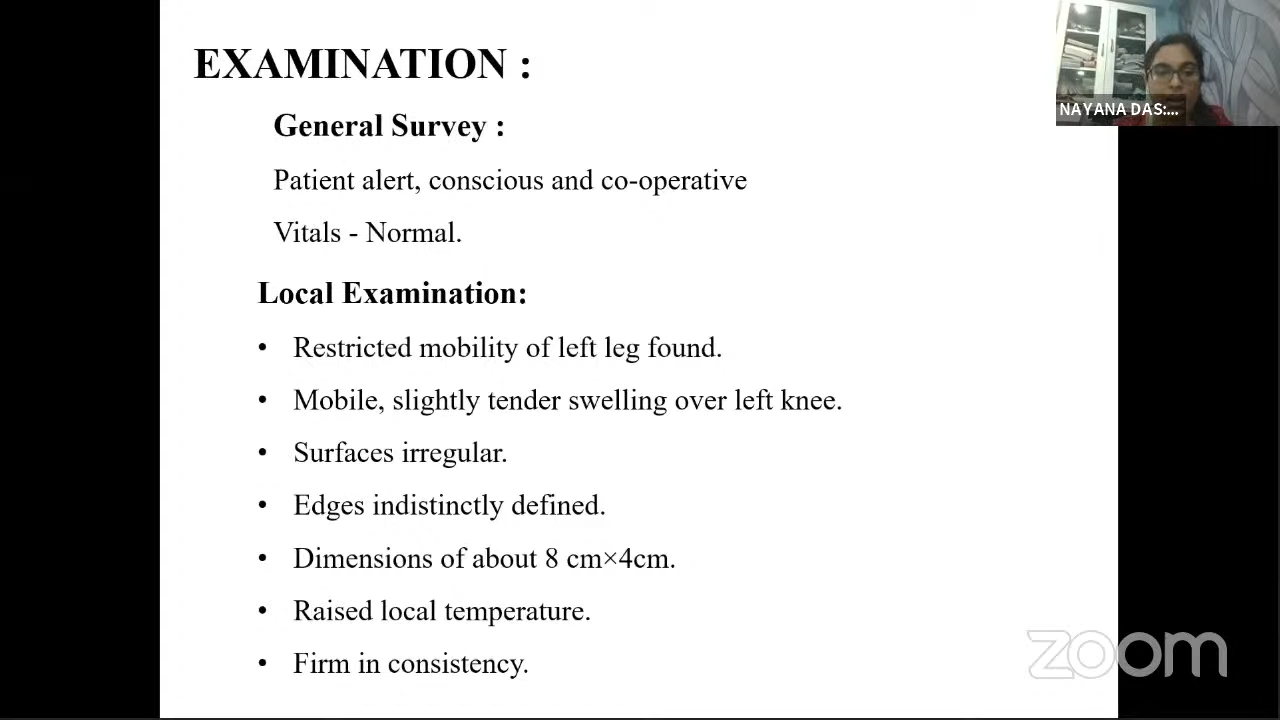 EXAMINATION :
General Survey :
Patient alert, conscious and co-operative
Vitals - Normal.
Local Examination:
• Restricted mobility of left leg found.
• Mobile, slightly tender swelling over left knee.
• Surfaces irregular.
• Edges indistinctly defined.
• Dimensions of about 8 cm×4cm.
• Raised local temperature.
• Firm in consistency.
NAYANA DAS:...
zoom